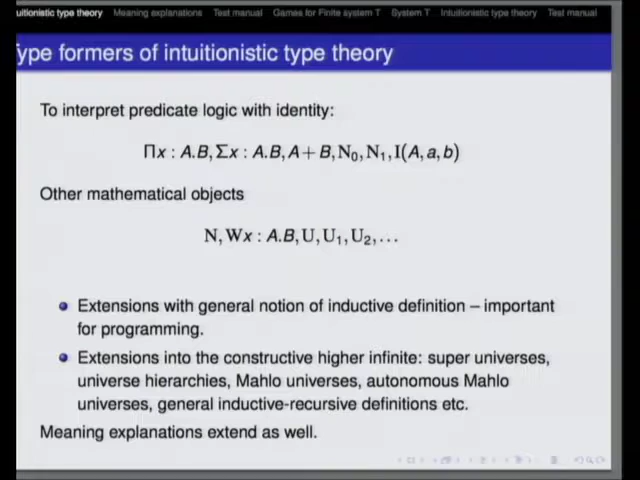 uitionistic type theory Meaning explanations Test manual Games for Finite system T System T Intuitionistic type theory Test manual
ype formers of intuitionistic type theory
To interpret predicate logic with identity:
Πx : A.B, Σx : A.B, A + B, N₀, N₁, I(A, a, b)
Other mathematical objects
N, Wx : A.B, U, U₁, U₂, …
Extensions with general notion of inductive definition – important
for programming.
Extensions into the constructive higher infinite: super universes,
universe hierarchies, Mahlo universes, autonomous Mahlo
universes, general inductive-recursive definitions etc.
Meaning explanations extend as well.